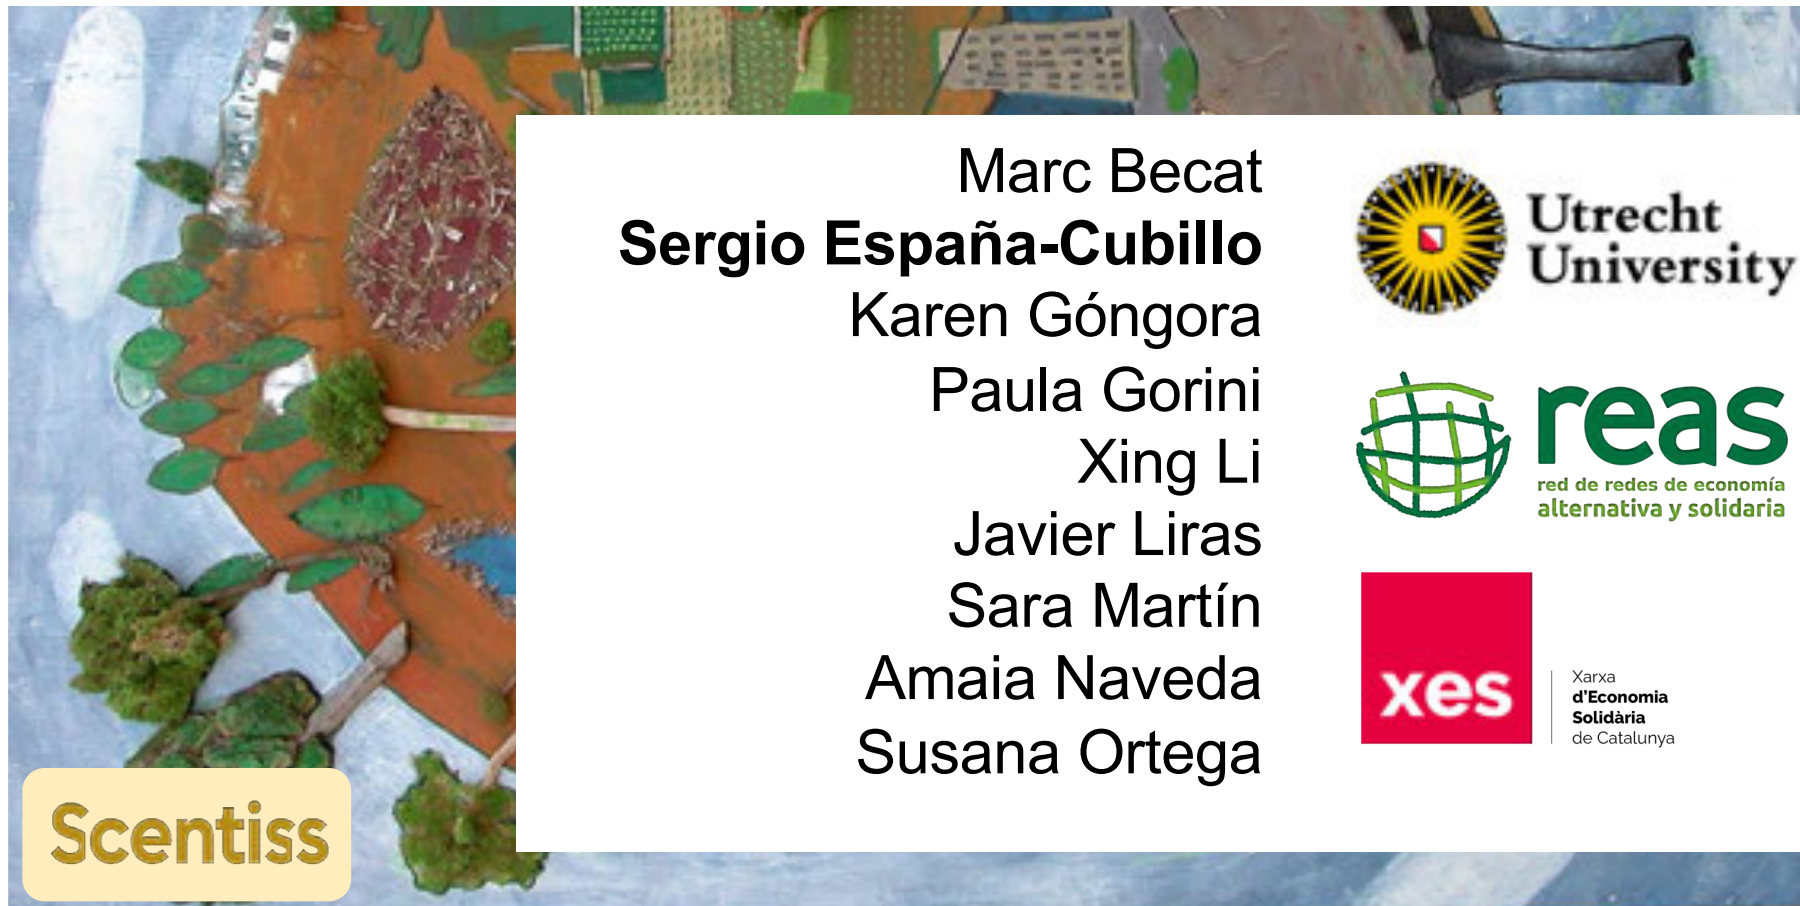 Marc Becat
Sergio España-Cubillo
Karen Góngora
Paula Gorini
Xing Li
Javier Liras
Sara Martín
Amaia Naveda
Susana Ortega
Utrecht
University
reas
red de redes de economía
alternativa y solidaria
xes
Xarxa
d'Economia
Solidària
de Catalunya
Scentiss